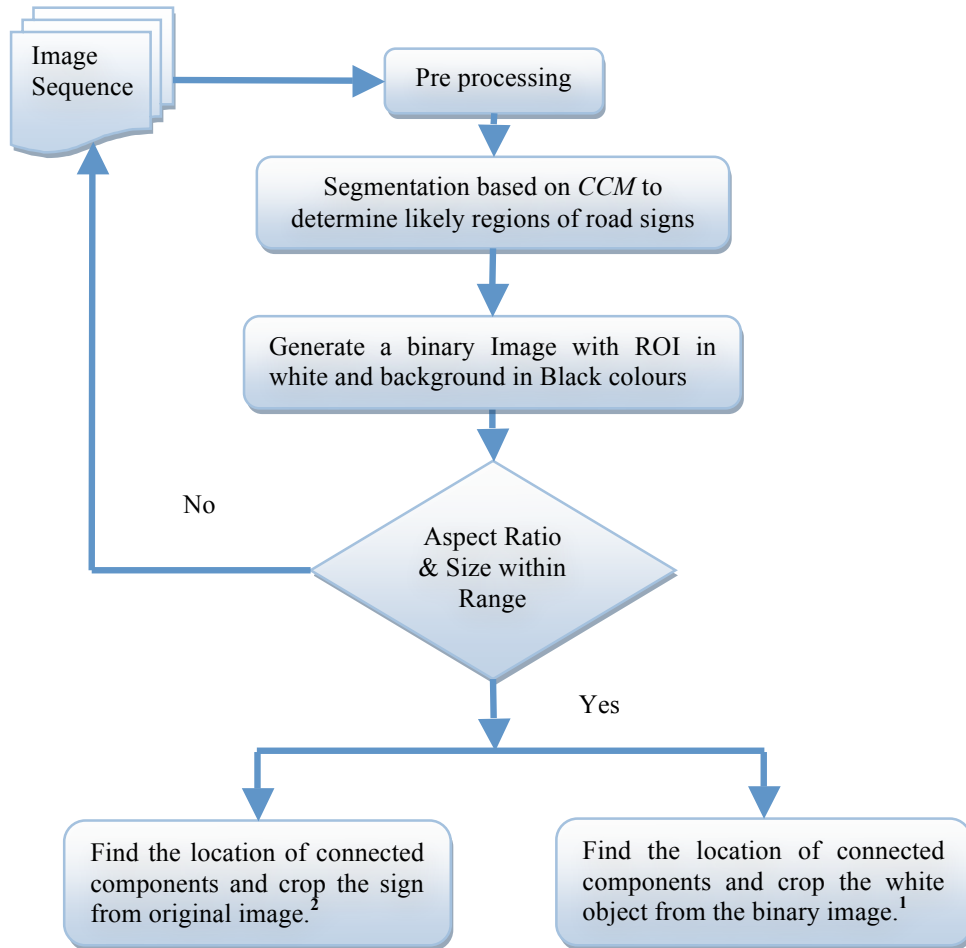 Image
Sequence
Pre processing
Segmentation based on CCM to
determine likely regions of road signs
Generate a binary Image with ROI in
white and background in Black colours
No
Aspect Ratio
& Size within
Range
Yes
Find the location of connected
components and crop the sign
from original image.²
Find the location of connected
components and crop the white
object from the binary image.¹